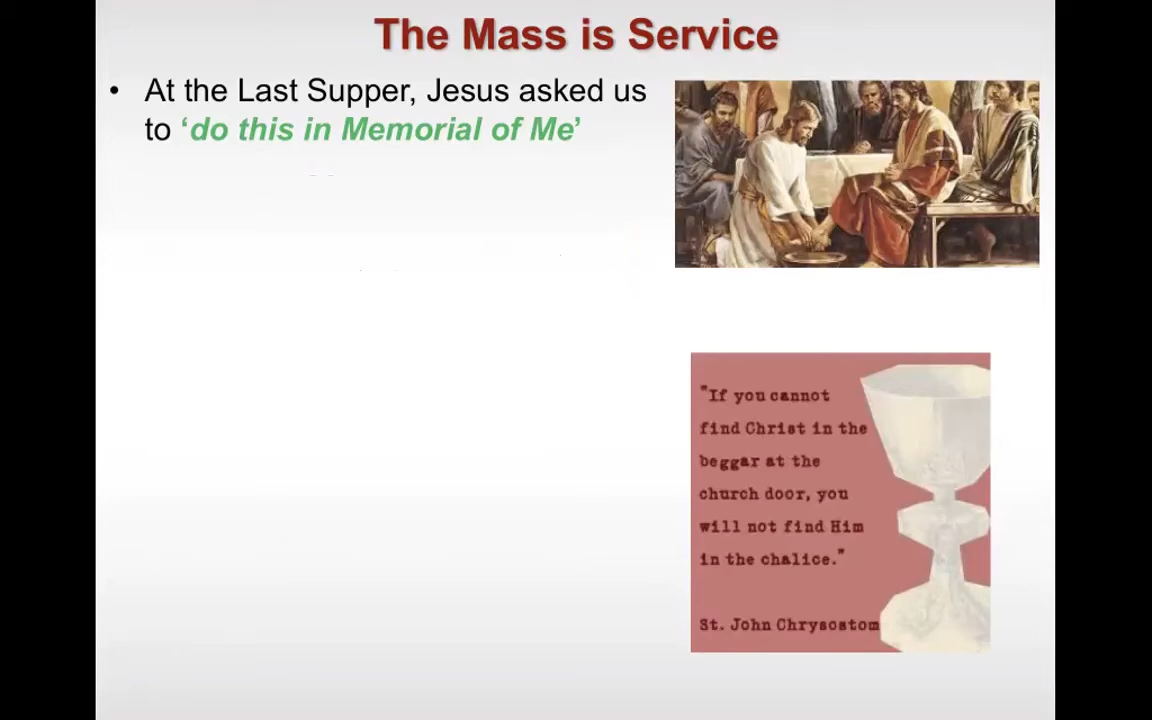 The Mass is Service
• At the Last Supper, Jesus asked us
to ‘do this in Memorial of Me’
"If you cannot
find Christ in the
beggar at the
church door, you
will not find Him
in the chalice."
St. John Chrysostom